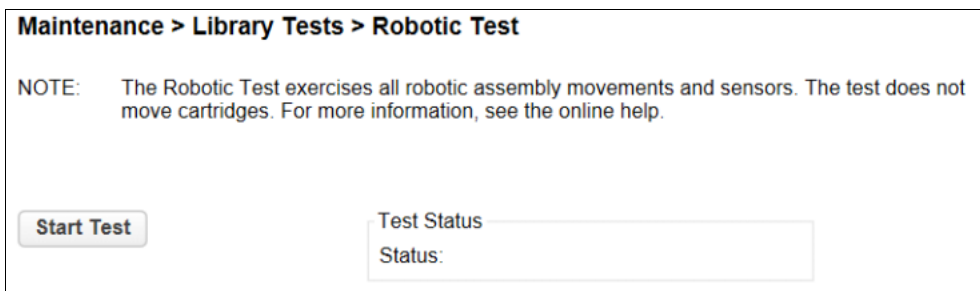 Maintenance > Library Tests > Robotic Test
NOTE: The Robotic Test exercises all robotic assembly movements and sensors. The test does not
move cartridges. For more information, see the online help.
Start Test
Test Status
Status: